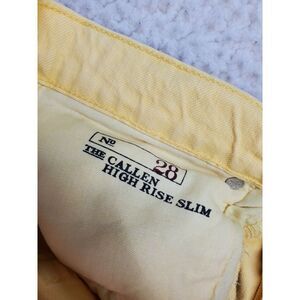 Nº 28
THE CALLEN
HIGH RISE SLIM